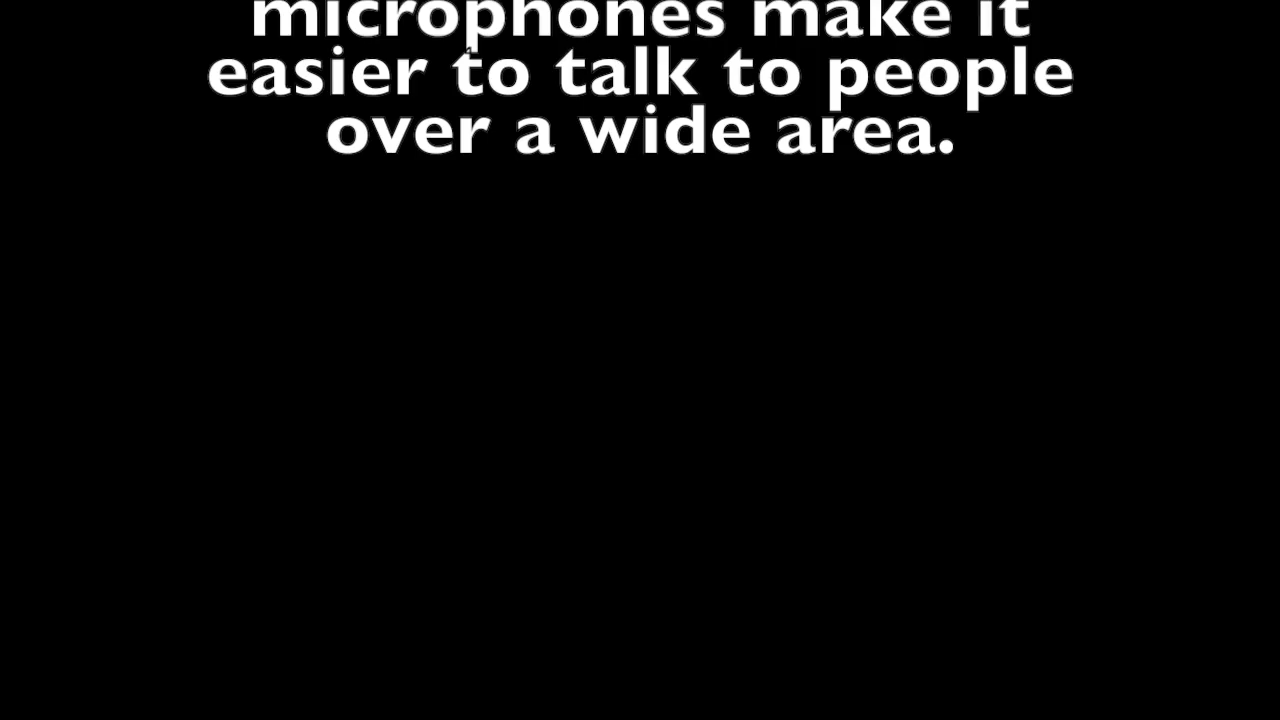 microphones make it
easier to talk to people
over a wide area.